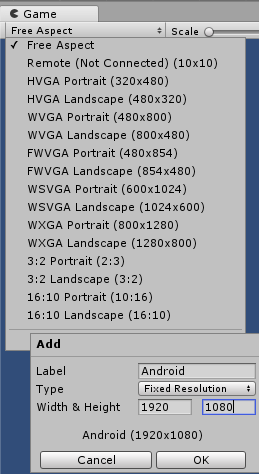 Game
Free Aspect Scale
✓ Free Aspect
Remote (Not Connected) (10x10)
HVGA Portrait (320x480)
HVGA Landscape (480x320)
WVGA Portrait (480x800)
WVGA Landscape (800x480)
FWVGA Portrait (480x854)
FWVGA Landscape (854x480)
WSVGA Portrait (600x1024)
WSVGA Landscape (1024x600)
WXGA Portrait (800x1280)
WXGA Landscape (1280x800)
3:2 Portrait (2:3)
3:2 Landscape (3:2)
16:10 Portrait (10:16)
16:10 Landscape (16:10)
Add
Label Android
Type Fixed Resolution
Width & Height 1920 1080
Android (1920x1080)
Cancel OK